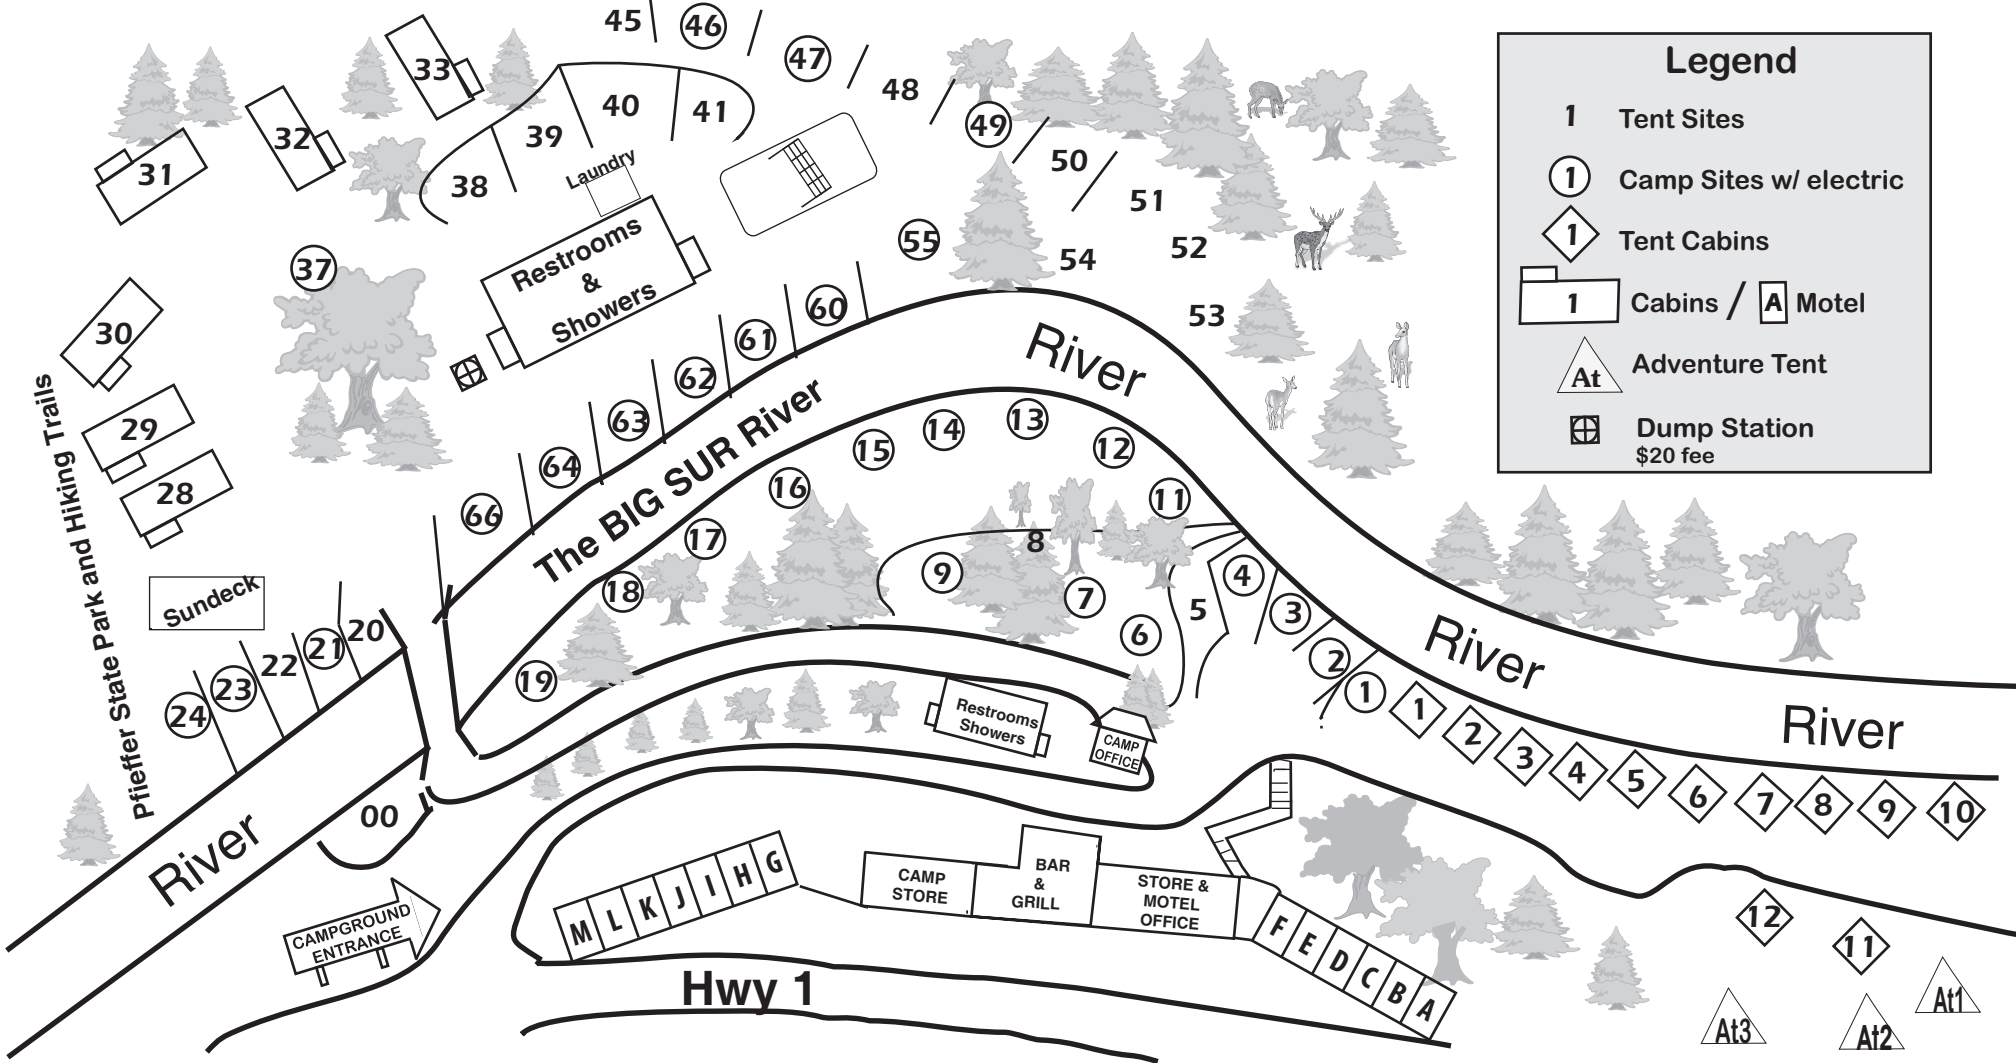 Legend
1 Tent Sites
1 Camp Sites w/ electric
1 Tent Cabins
1 Cabins / A Motel
At Adventure Tent
Dump Station
$20 fee
45
46
47
48
49
50
51
52
53
54
55
33
32
31
30
29
28
37
38
39
40
41
Laundry
Restrooms
&
Showers
60
61
62
63
64
66
The BIG SUR River
River
River
River
River
Pfieffer State Park and Hiking Trails
Sundeck
20
21
22
23
24
00
19
18
17
16
15
14
13
12
11
9
8
7
6
5
4
3
2
1
1
2
3
4
5
6
7
8
9
10
12
11
At1
At2
At3
Restrooms
Showers
CAMP
OFFICE
CAMPGROUND
ENTRANCE
M L K J I H G
CAMP
STORE
BAR
&
GRILL
STORE &
MOTEL
OFFICE
F E D C B A
Hwy 1